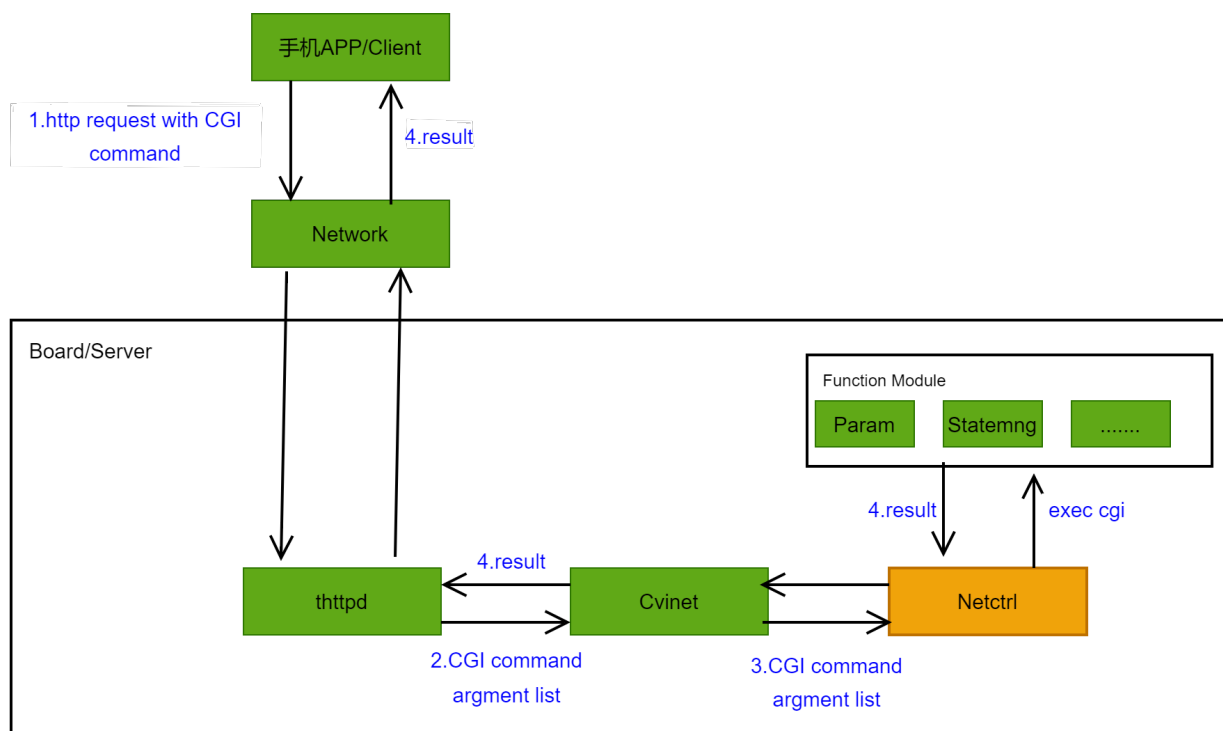 手机APP/Client
1.http request with CGI
command
4.result
Network
Board/Server
Function Module
Param
Statemng
.......
4.result
exec cgi
4.result
thttpd
Cvinet
Netctrl
2.CGI command
argment list
3.CGI command
argment list